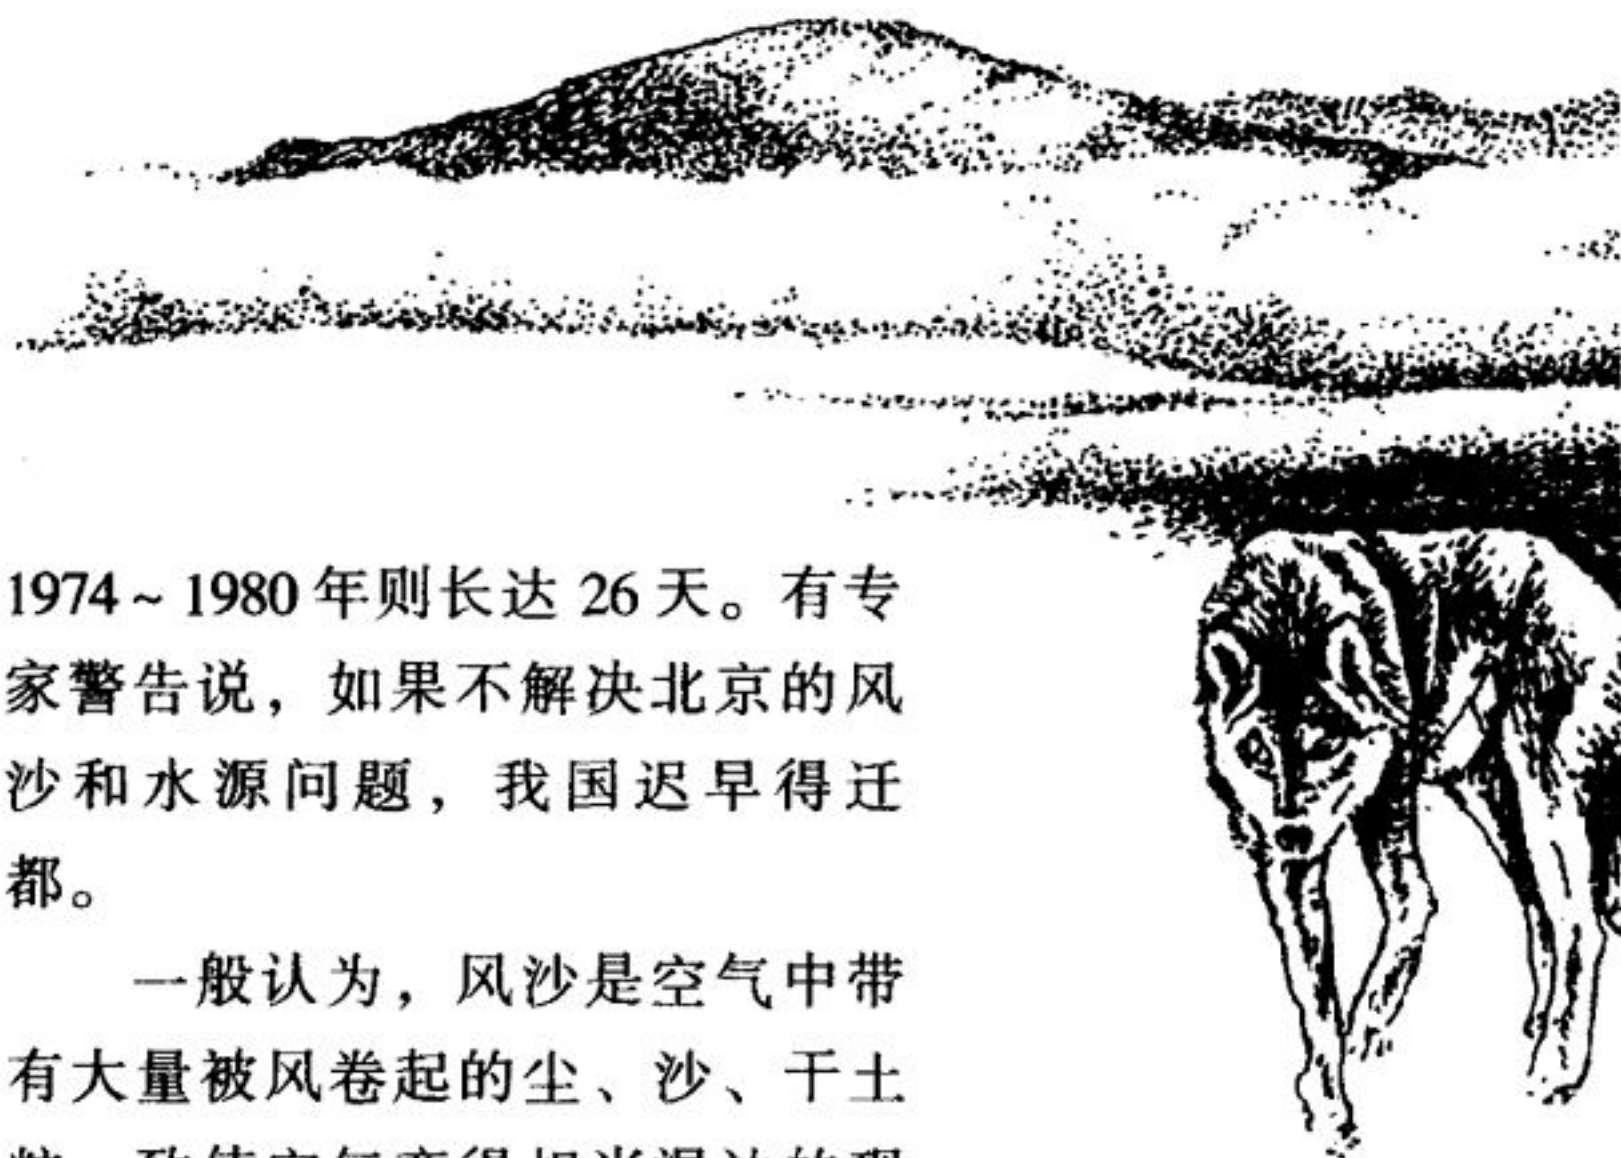 1974~1980年则长达26天。有专
家警告说，如果不解决北京的风
沙和水源问题，我国迟早得迁
都。
一般认为，风沙是空气中带
有大量被风卷起的尘、沙、干土